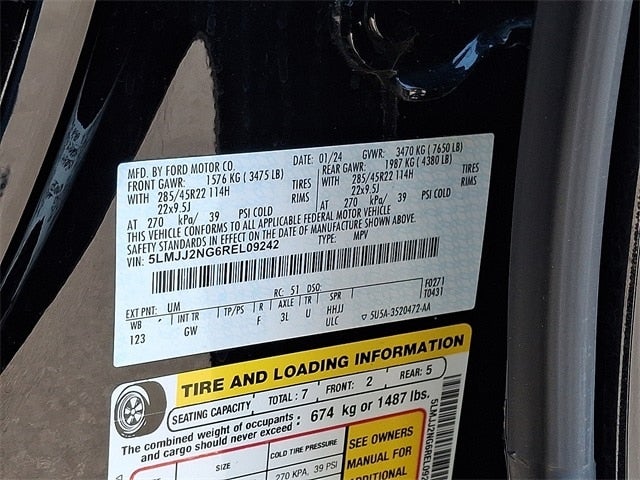 MFD. BY FORD MOTOR CO.
DATE: 01/24 GVWR: 3470 KG ( 7650 LB)
FRONT GAWR: 1576 KG ( 3475 LB) REAR GAWR: 1987 KG ( 4380 LB)
WITH 285/45R22 114H TIRES WITH 285/45R22 114H TIRES
22x9.5J RIMS 22x9.5J RIMS
AT 270 kPa/ 39 PSI COLD AT 270 kPa/ 39 PSI COLD
THIS VEHICLE CONFORMS TO ALL APPLICABLE FEDERAL MOTOR VEHICLE
SAFETY STANDARDS IN EFFECT ON THE DATE OF MANUFACTURE SHOWN ABOVE.
VIN: 5LMJJ2NG6REL09242 TYPE: MPV
F0271
T0431
EXT PNT: UM RC: 51 DSO:
WB INT TR TP/PS R AXLE TR SPR
123 GW F 3L U HHJJ
ULC 5U5A-3520472-AA
TIRE AND LOADING INFORMATION
SEATING CAPACITY TOTAL: 7 FRONT: 2 REAR: 5
The combined weight of occupants and cargo should never exceed: 674 kg or 1487 lbs.
SIZE COLD TIRE PRESSURE SEE OWNERS
270 KPA, 39 PSI MANUAL FOR
ADDITIONAL
5LMJJ2NG6REL092